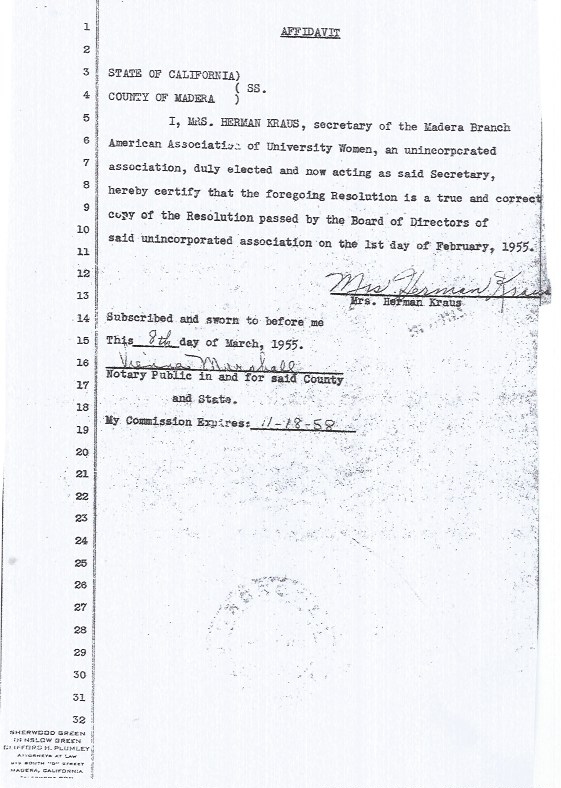 AFFIDAVIT
1
2
3 STATE OF CALIFORNIA)
( SS.
4 COUNTY OF MADERA )
5 I, MRS. HERMAN KRAUS, secretary of the Madera Branch
6 American Association of University Women, an unincorporated
7 association, duly elected and now acting as said Secretary,
8 hereby certify that the foregoing Resolution is a true and correct
9 copy of the Resolution passed by the Board of Directors of
10 said unincorporated association on the 1st day of February, 1955.
11
12 Mrs. Herman Kraus
13 Mrs. Herman Kraus
14 Subscribed and sworn to before me
15 This 8th day of March, 1955.
16 Marshall
17 Notary Public in and for said County
18 and State.
19 My Commission Expires: 11-18-58
20
21
22
23
24
25
26
27
28
29
30
31
32
SHERWOOD GREEN
DENSLOW GREEN
CLIFFORD H. PLUMLEY
ATTORNEYS AT LAW
SOUTH "D" STREET
MADERA, CALIFORNIA